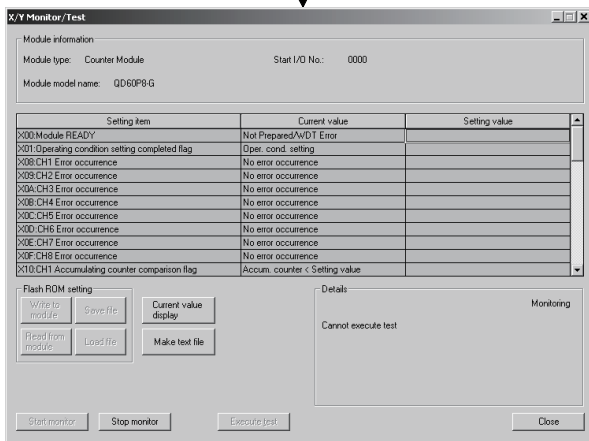 X/Y Monitor/Test
Module information
Module type: Counter Module Start I/O No.: 0000
Module model name: QD60P8-G
Setting item Current value Setting value
X00:Module READY Not Prepared/WDT Error
X01:Operating condition setting completed flag Oper. cond. setting
X08:CH1 Error occurrence No error occurrence
X09:CH2 Error occurrence No error occurrence
X0A:CH3 Error occurrence No error occurrence
X0B:CH4 Error occurrence No error occurrence
X0C:CH5 Error occurrence No error occurrence
X0D:CH6 Error occurrence No error occurrence
X0E:CH7 Error occurrence No error occurrence
X0F:CH8 Error occurrence No error occurrence
X10:CH1 Accumulating counter comparison flag Accum. counter < Setting value
Flash ROM setting
Write to module
Save file
Current value display
Read from module
Load file
Make text file
Details
Monitoring
Cannot execute test
Start monitor Stop monitor Execute test Close